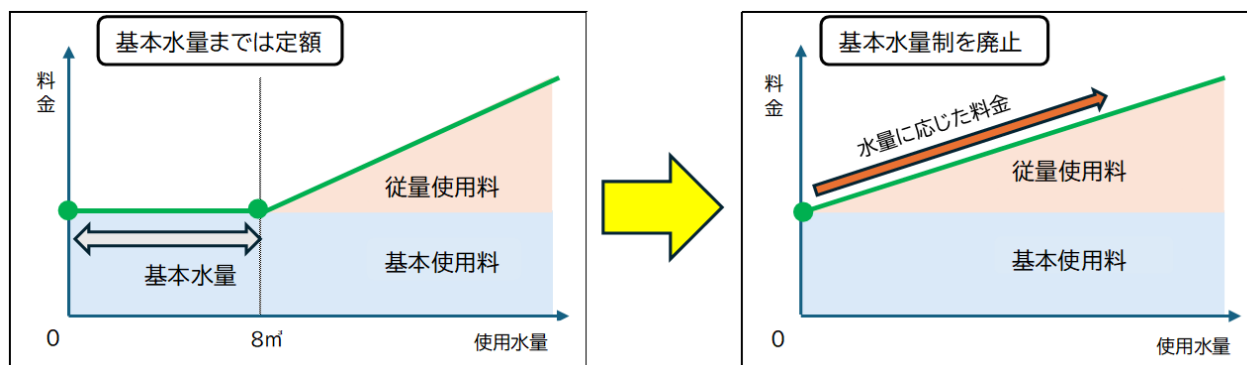 基本水量までは定額
料金
従量使用料
基本水量
基本使用料
0
8㎥
使用水量
基本水量制を廃止
料金
水量に応じた料金
従量使用料
基本使用料
0
使用水量